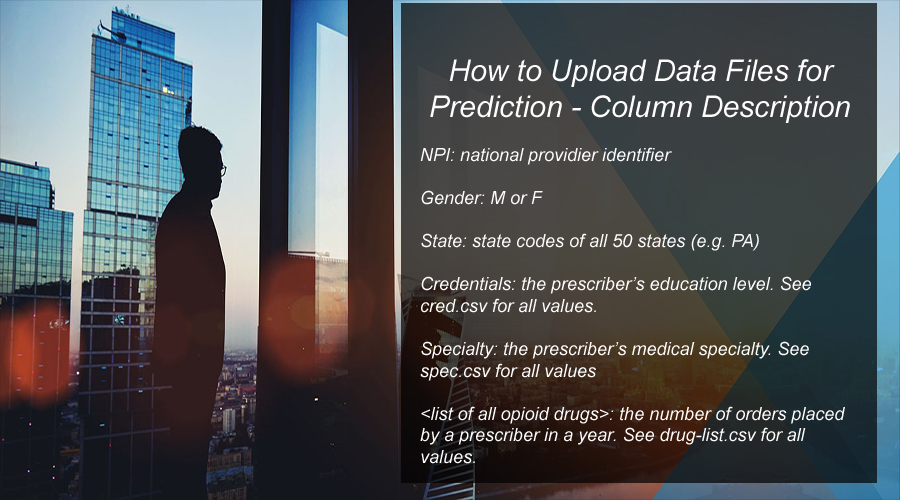 How to Upload Data Files for
Prediction - Column Description
NPI: national providier identifier
Gender: M or F
State: state codes of all 50 states (e.g. PA)
Credentials: the prescriber’s education level. See
cred.csv for all values.
Specialty: the prescriber’s medical specialty. See
spec.csv for all values
<list of all opioid drugs>: the number of orders placed
by a prescriber in a year. See drug-list.csv for all
values.